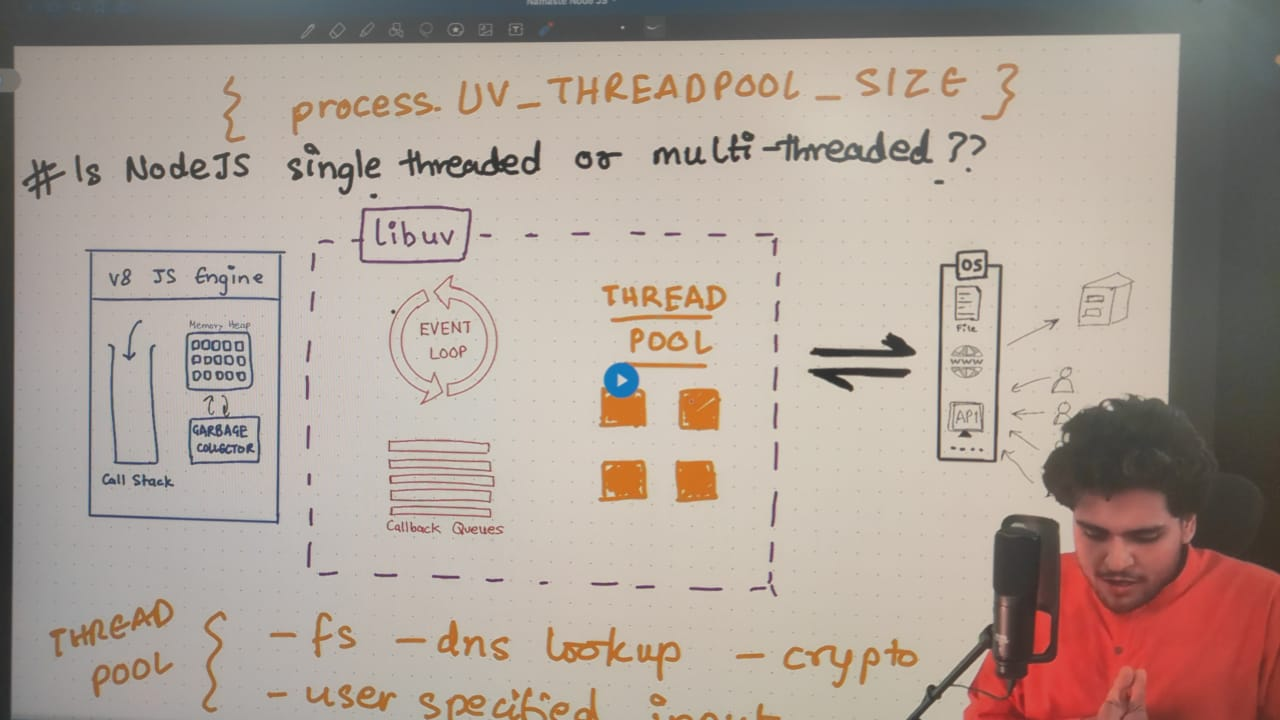 Namaste Node JS
{ process. UV_THREADPOOL_SIZE }
# Is NodeJS single threaded or multi-threaded ??
libuv
V8 JS Engine
Memory Heap
GARBAGE
COLLECTOR
Call Stack
EVENT
LOOP
Callback Queues
THREAD
POOL
OS
File
WWW
API
THREAD
POOL
{ - fs - dns lookup - crypto
- user specified input